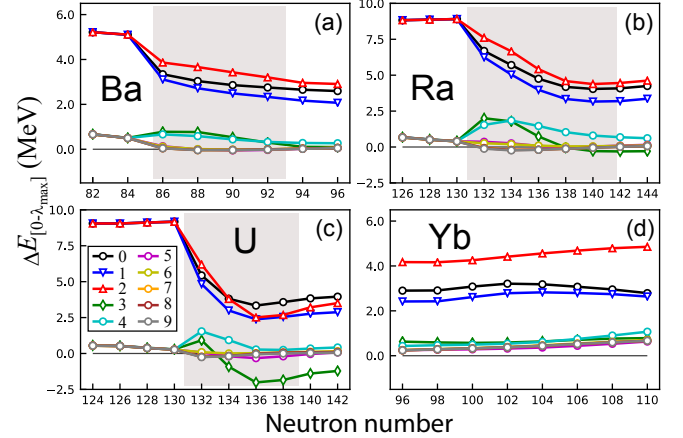 ΔE[0-λmax] (MeV)
(a)
Ba
6.0
4.0
2.0
0.0
82 84 86 88 90 92 94 96
(b)
Ra
10.0
7.5
5.0
2.5
0.0
−2.5
126 128 130 132 134 136 138 140 142 144
(c)
U
10.0
7.5
5.0
2.5
0.0
−2.5
0 5
1 6
2 7
3 8
4 9
124 126 128 130 132 134 136 138 140 142
(d)
Yb
6.0
4.0
2.0
0.0
96 98 100 102 104 106 108 110
Neutron number